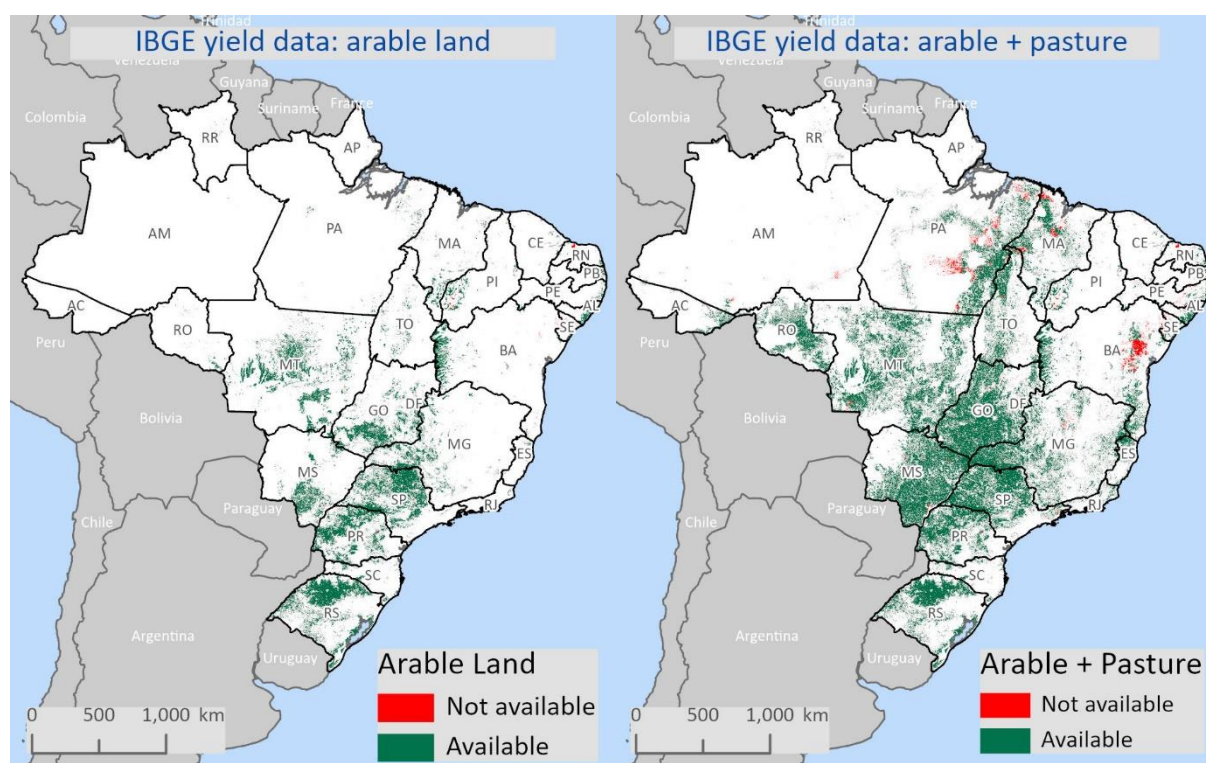 Trinidad
IBGE yield data: arable land
Venezuela
Guyana
Suriname
France
Colombia
RR
AP
AM
PA
MA
CE
RN
PB
PI
PE
AL
AC
SE
TO
RO
BA
Peru
MT
Bolivia
GO
DF
MG
ES
MS
SP
RJ
Paraguay
Chile
PR
SC
RS
Argentina
Uruguay
Arable Land
Not available
Available
0 500 1,000 km
Trinidad
IBGE yield data: arable + pasture
Venezuela
Guyana
Suriname
France
Colombia
RR
AP
AM
PA
MA
CE
RN
PB
PI
PE
AL
AC
SE
TO
RO
BA
Peru
MT
Bolivia
GO
DF
MG
ES
MS
SP
RJ
Paraguay
Chile
PR
SC
RS
Argentina
Uruguay
Arable + Pasture
Not available
Available
0 500 1,000 km